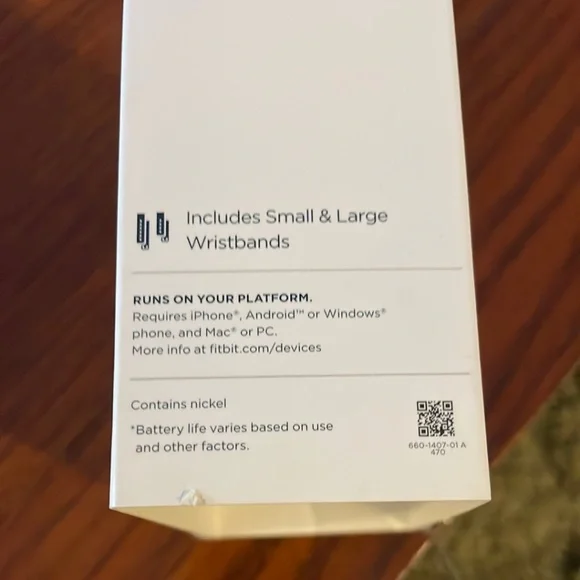 Includes Small & Large
Wristbands
RUNS ON YOUR PLATFORM.
Requires iPhone®, Android™ or Windows®
phone, and Mac® or PC.
More info at fitbit.com/devices
Contains nickel
*Battery life varies based on use
and other factors.
660-1407-01 A
470